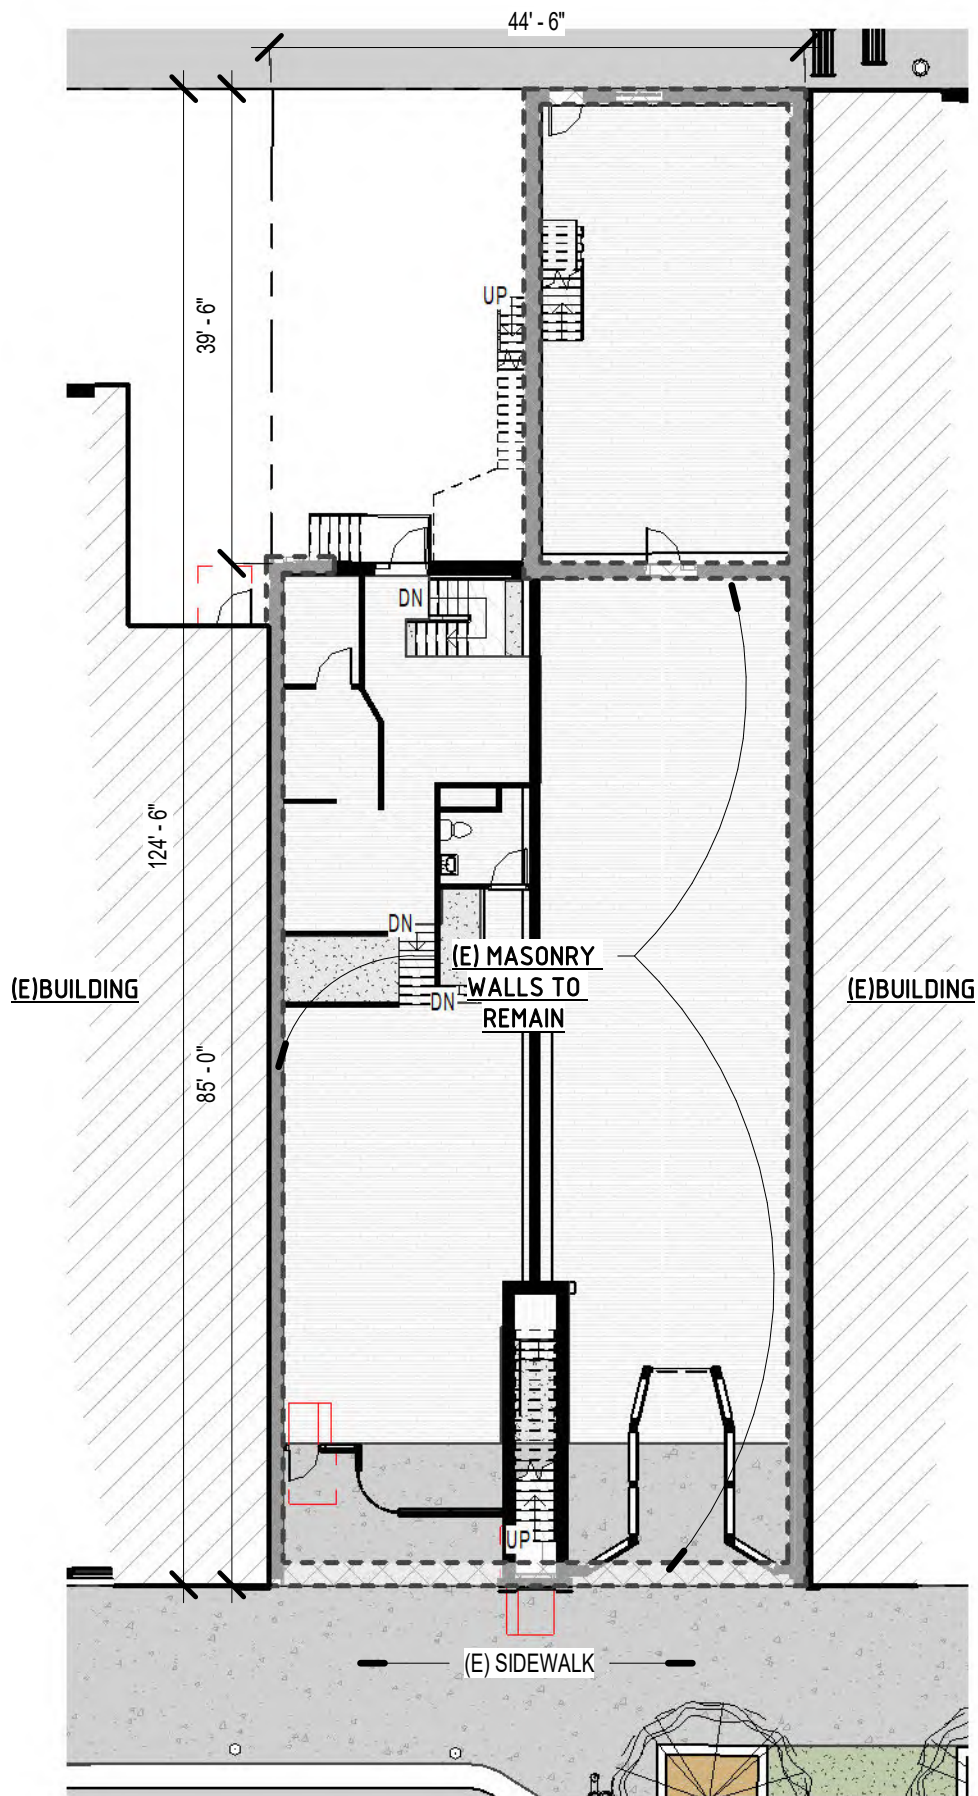 44' - 6"
UP
39' - 6"
DN
124' - 6"
DN
(E) MASONRY
WALLS TO
REMAIN
(E)BUILDING
(E)BUILDING
DN
85' - 0"
UP
(E) SIDEWALK